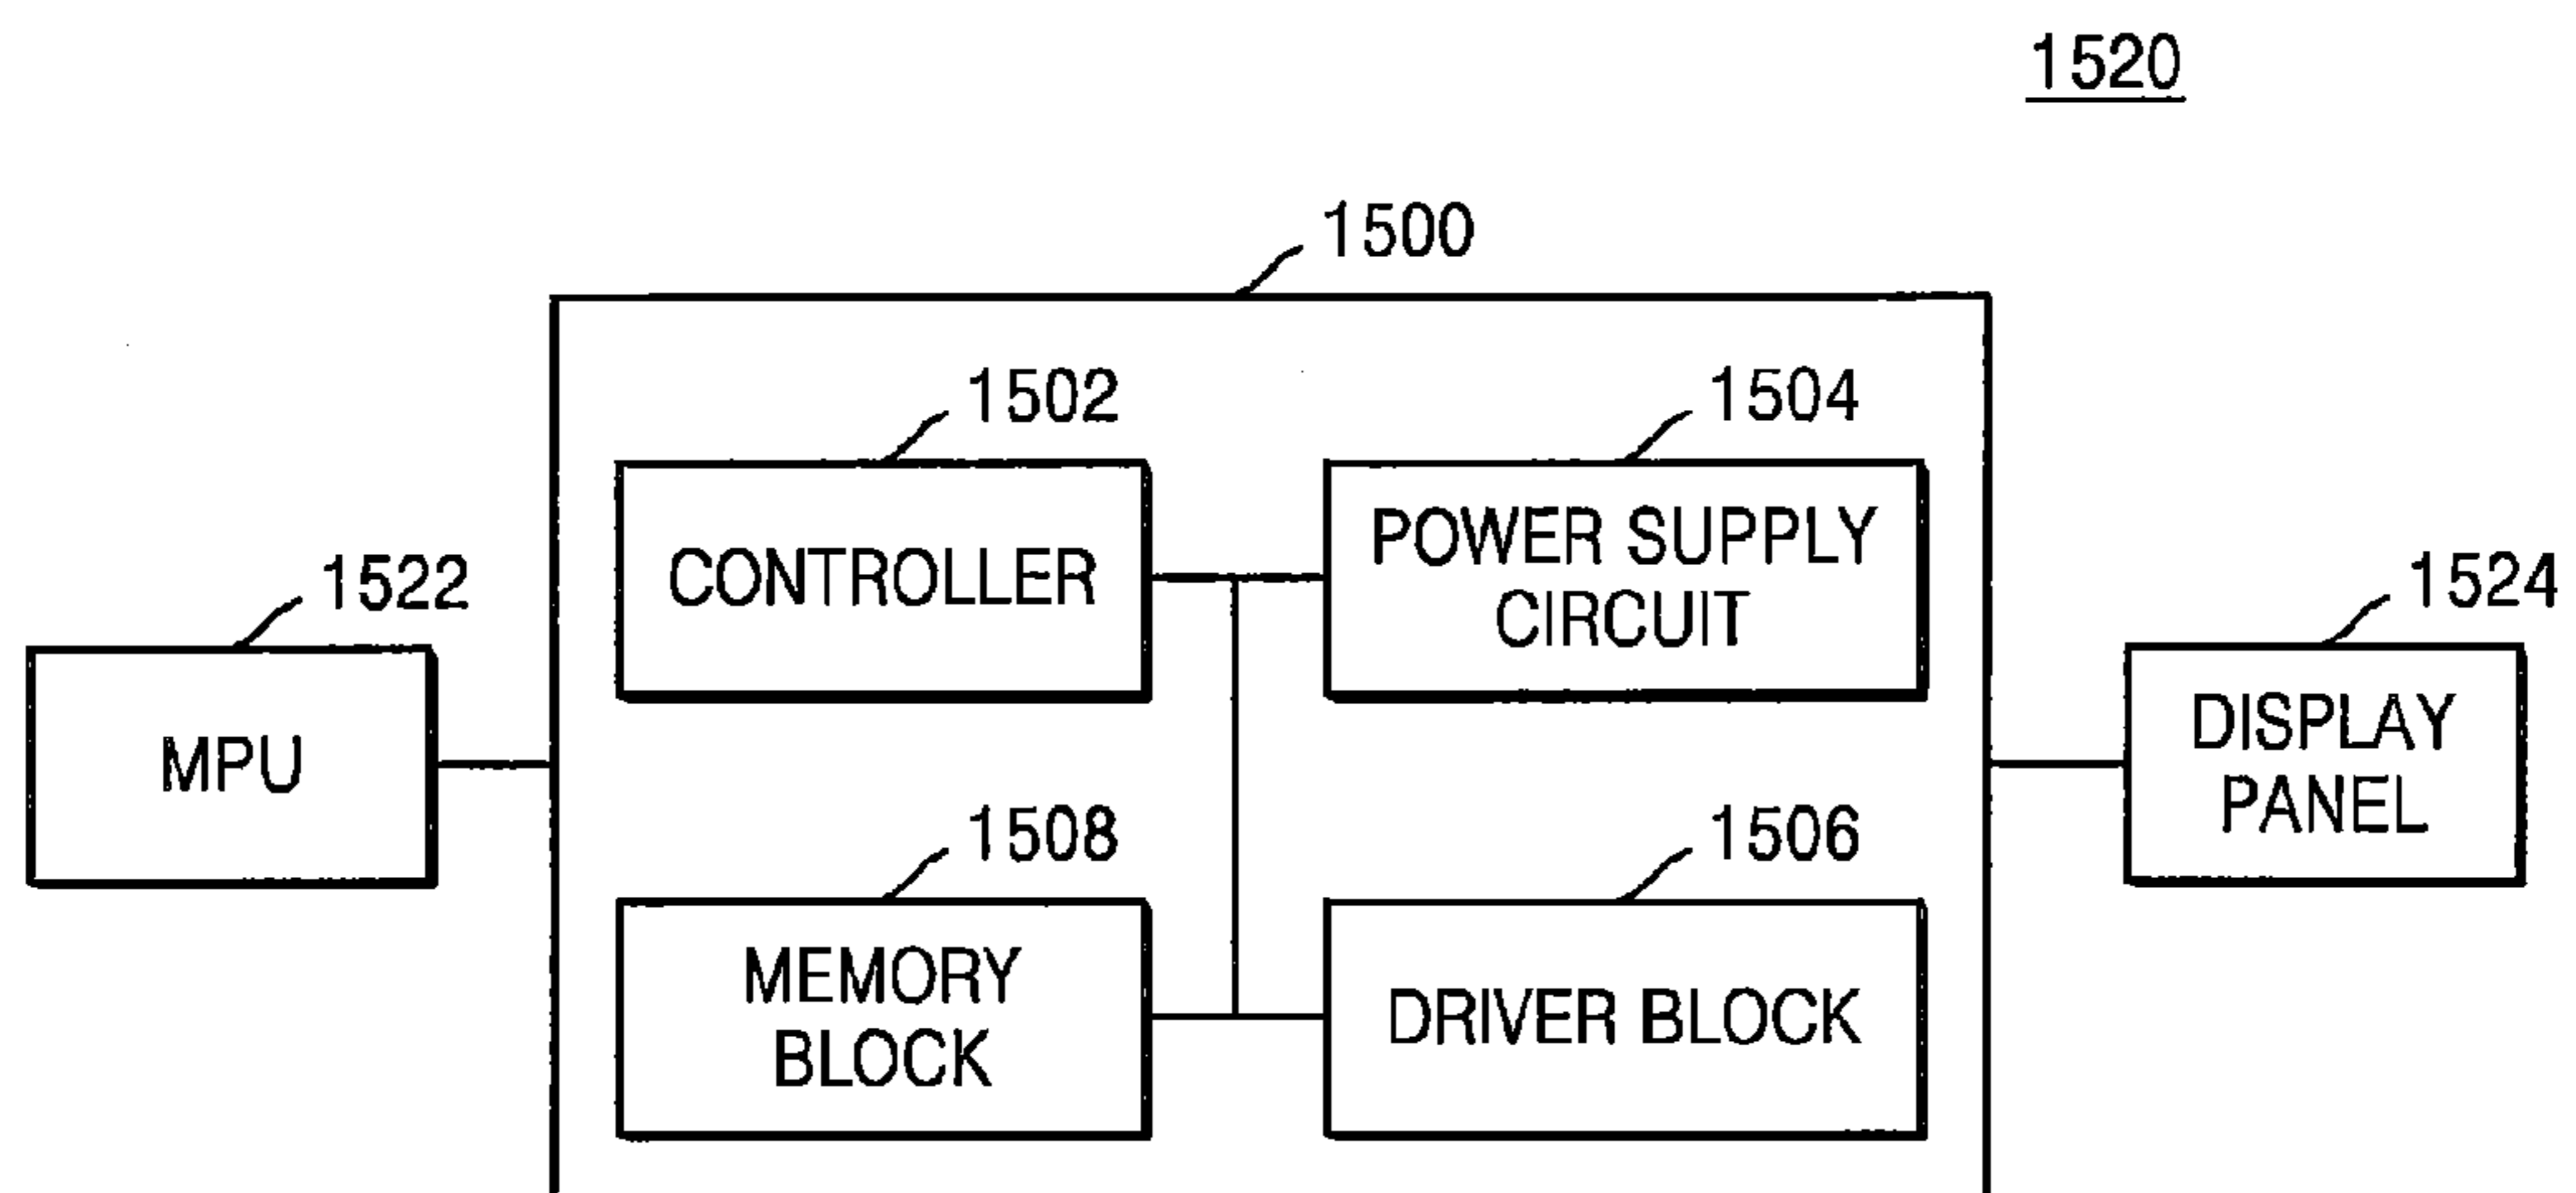 1520
1500
1502
1504
CONTROLLER
POWER SUPPLY
CIRCUIT
1522
MPU
1524
DISPLAY
PANEL
1508
1506
MEMORY
BLOCK
DRIVER BLOCK